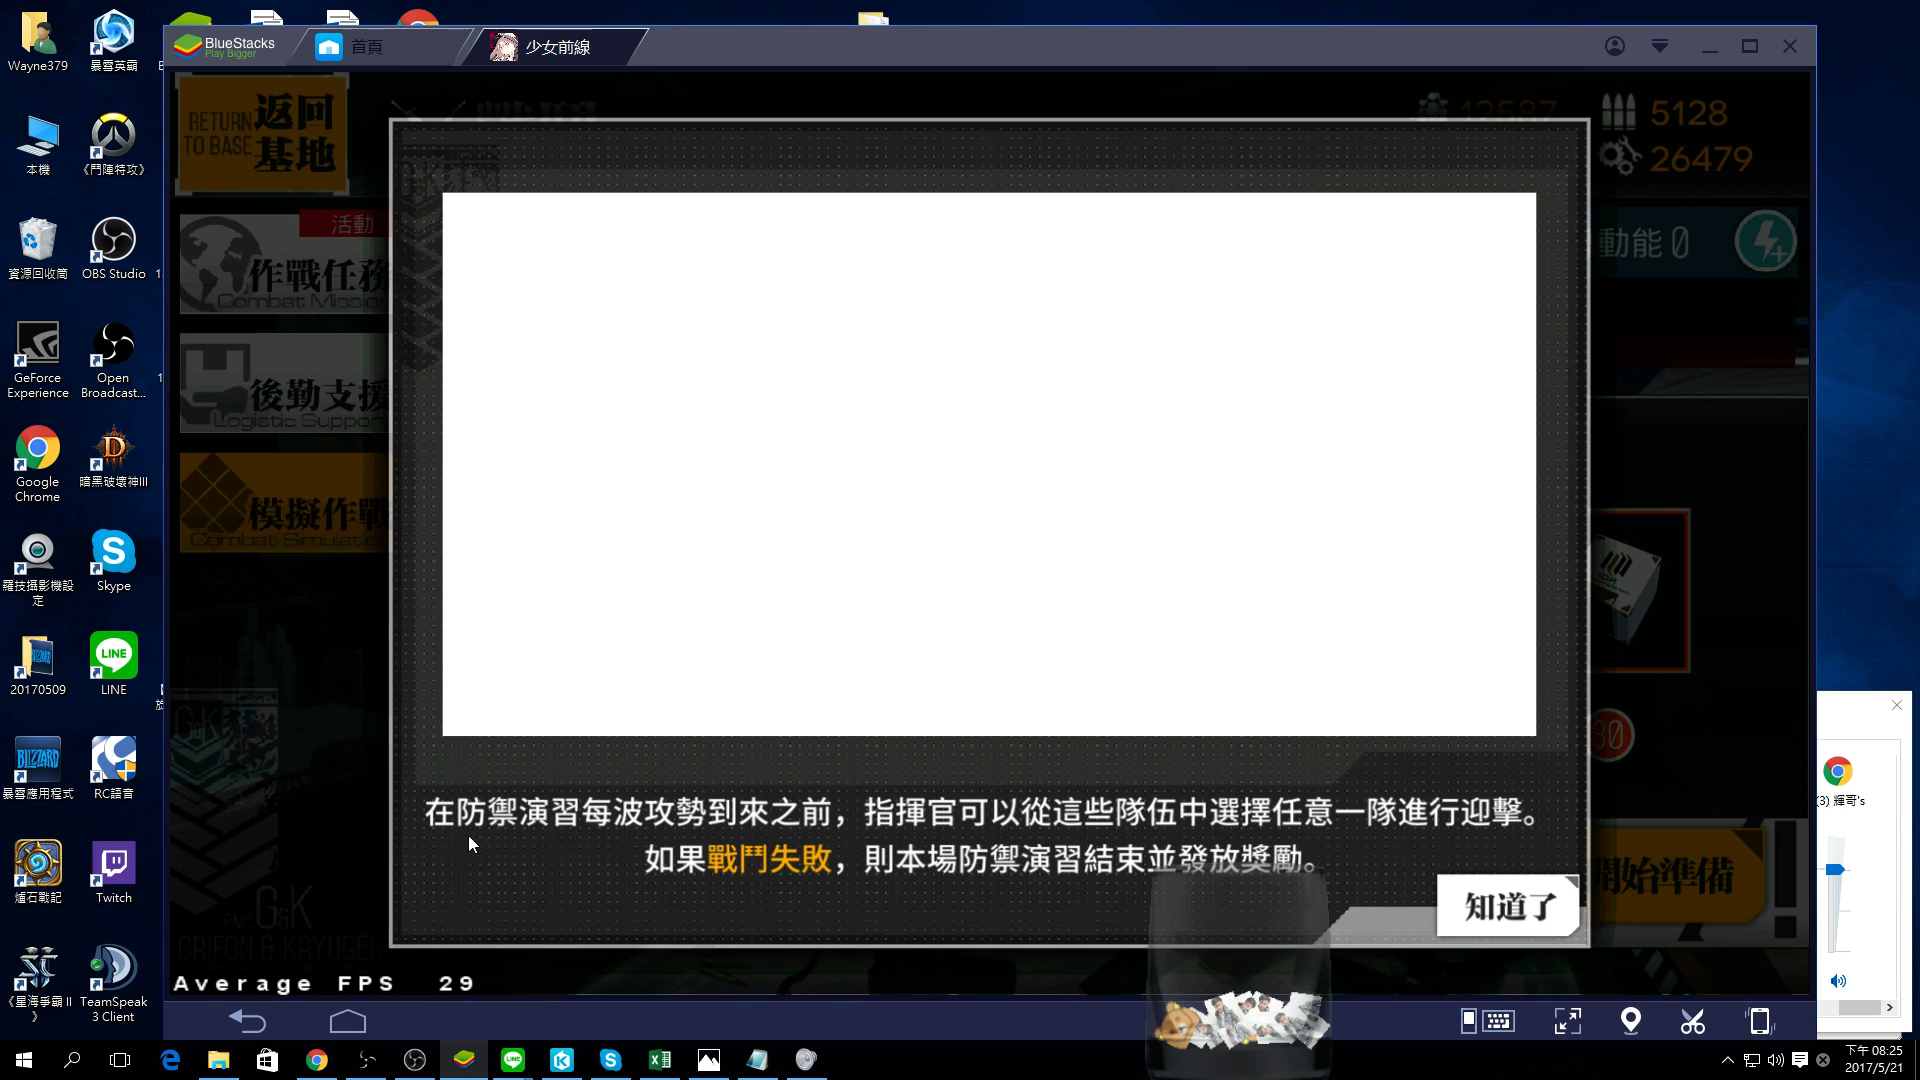 Wayne379
暴雪英霸
本機
《鬥陣特攻》
資源回收筒
OBS Studio
GeForce
Experience
Open
Broadcast...
Google
Chrome
暗黑破壞神III
羅技攝影機設
定
Skype
20170509
LINE
BLIZZARD
暴雪應用程式
RC語音
爐石戰記
Twitch
《星海爭霸 II
》
TeamSpeak
3 Client
BlueStacks
Play Bigger
首頁
少女前線
RETURN
TO BASE
返回
基地
12587
5128
26479
活動
作戰任務
Combat Mission
動能 0
後勤支援
Logistic Support
模擬作戰
Combat Simulation
在防禦演習每波攻勢到來之前，指揮官可以從這些隊伍中選擇任意一隊進行迎擊。
如果戰鬥失敗，則本場防禦演習結束並發放獎勵。
知道了
開始準備
G&K
PMC G&K
GRIFON & KRYUGER
Average FPS 29
(3) 輝哥's
下午 08:25
2017/5/21